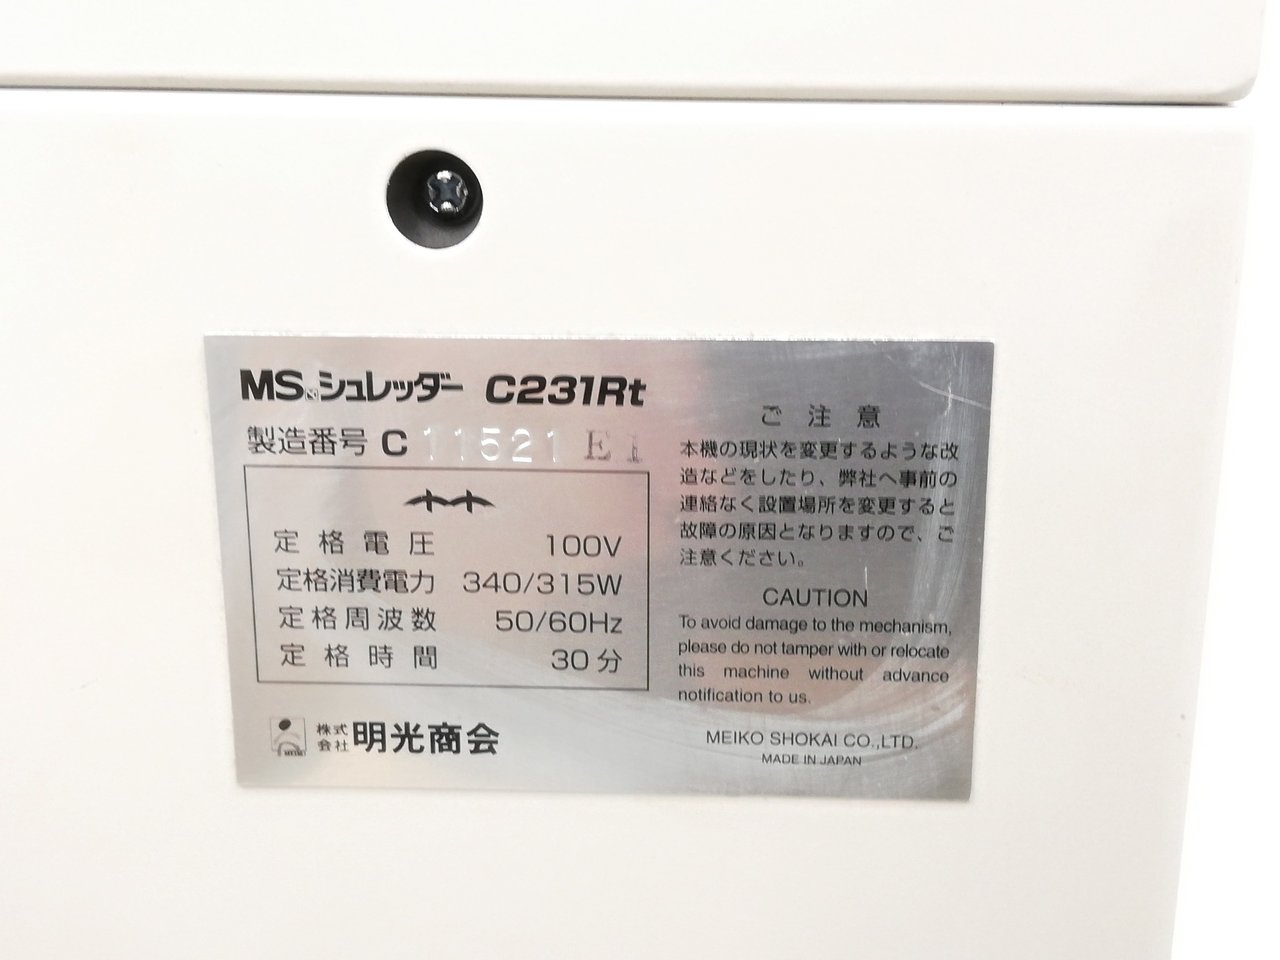 MSシュレッダー C231Rt
製造番号 C 11521 E1
定格電圧 100V
定格消費電力 340/315W
定格周波数 50/60Hz
定格時間 30分
株式会社 明光商会
ご注意
本機の現状を変更するような改
造などをしたり、弊社へ事前の
連絡なく設置場所を変更すると
故障の原因となりますので、ご
注意ください。
CAUTION
To avoid damage to the mechanism,
please do not tamper with or relocate
this machine without advance
notification to us.
MEIKO SHOKAI CO.,LTD.
MADE IN JAPAN